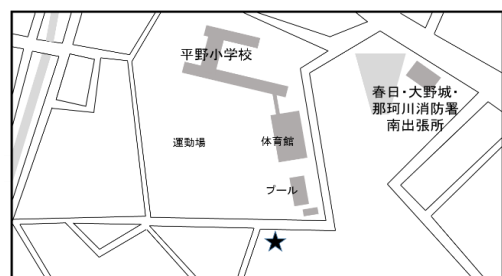 平野小学校
春日・大野城・
那珂川消防署
南出張所
運動場
体育館
プール